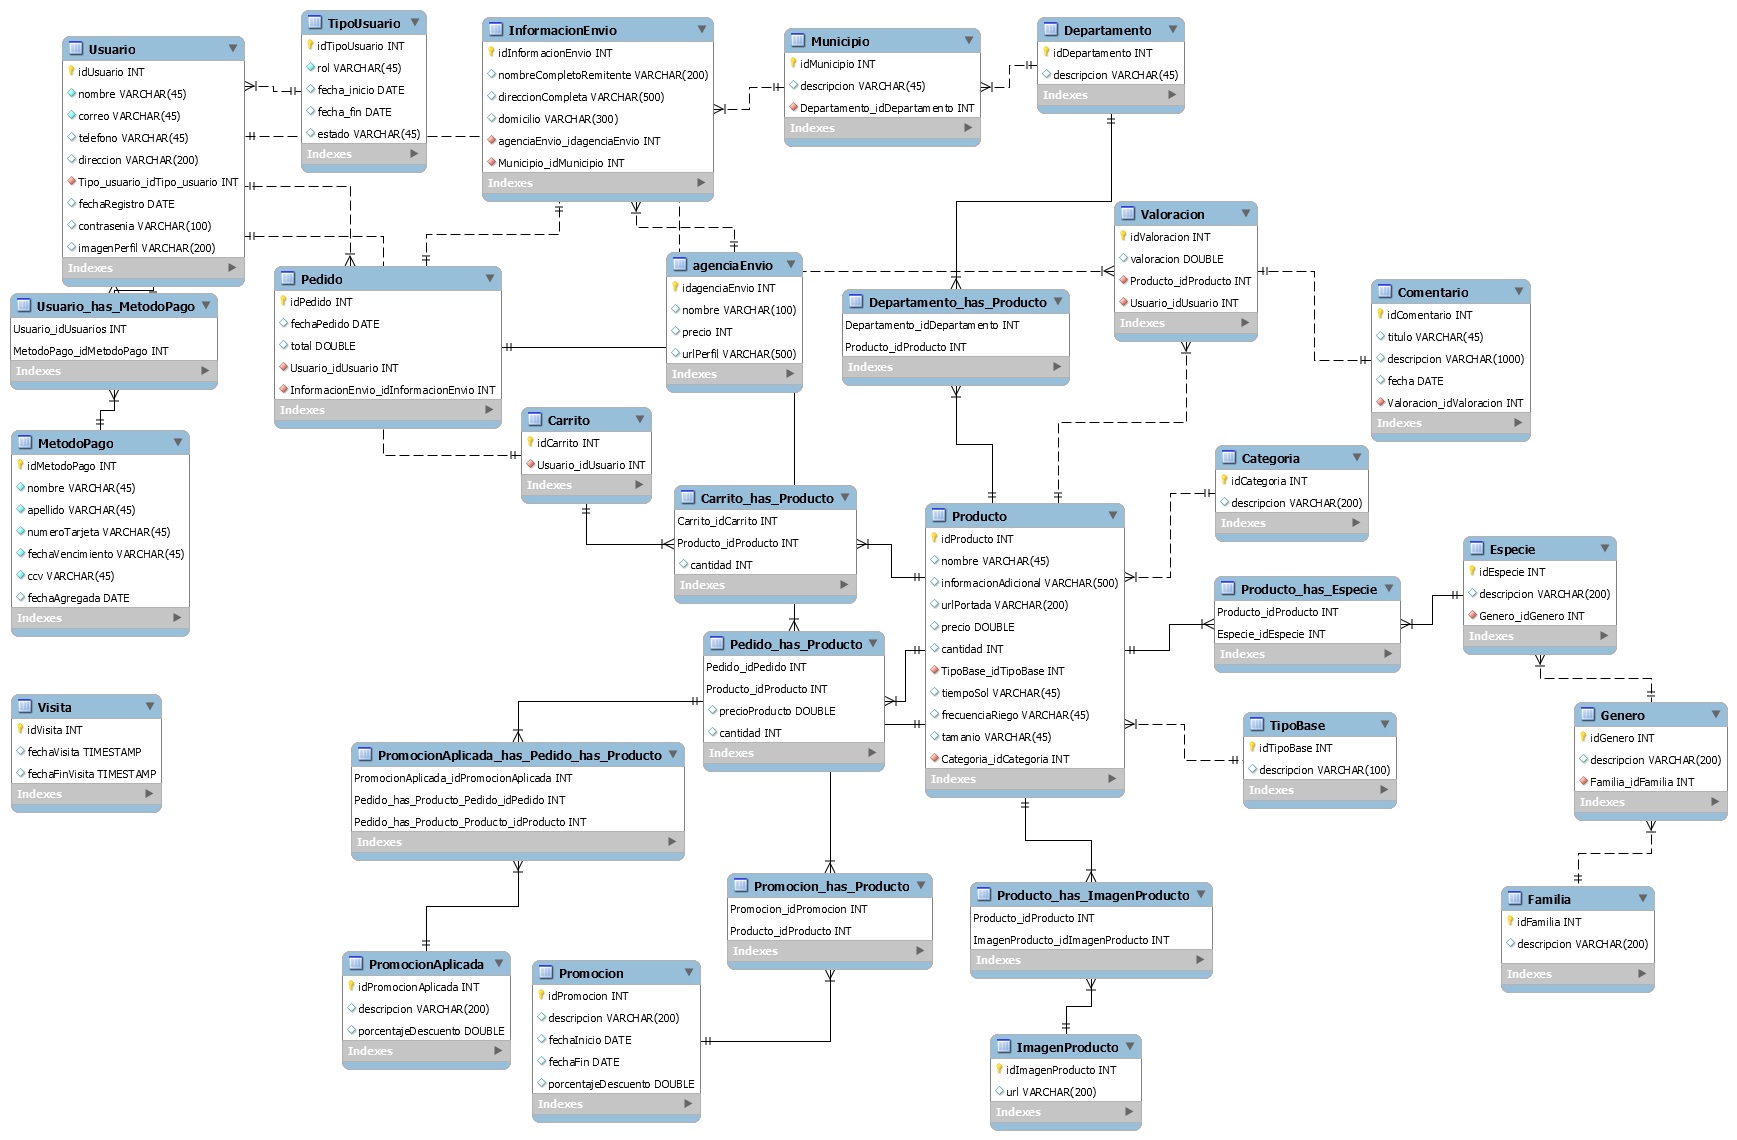 Usuario
idUsuario INT
nombre VARCHAR(45)
correo VARCHAR(45)
telefono VARCHAR(45)
direccion VARCHAR(200)
Tipo_usuario_idTipo_usuario INT
fechaRegistro DATE
contrasenia VARCHAR(100)
imagenPerfil VARCHAR(200)
Indexes
TipoUsuario
idTipoUsuario INT
rol VARCHAR(45)
fecha_inicio DATE
fecha_fin DATE
estado VARCHAR(45)
Indexes
InformacionEnvio
idInformacionEnvio INT
nombreCompletoRemitente VARCHAR(200)
direccionCompleta VARCHAR(500)
domicilio VARCHAR(300)
agenciaEnvio_idagenciaEnvio INT
Municipio_idMunicipio INT
Indexes
Municipio
idMunicipio INT
descripcion VARCHAR(45)
Departamento_idDepartamento INT
Indexes
Departamento
idDepartamento INT
descripcion VARCHAR(45)
Indexes
Usuario_has_MetodoPago
Usuario_idUsuarios INT
MetodoPago_idMetodoPago INT
Indexes
Pedido
idPedido INT
fechaPedido DATE
total DOUBLE
Usuario_idUsuario INT
InformacionEnvio_idInformacionEnvio INT
Indexes
agenciaEnvio
idagenciaEnvio INT
nombre VARCHAR(100)
precio INT
urlPerfil VARCHAR(500)
Indexes
Departamento_has_Producto
Departamento_idDepartamento INT
Producto_idProducto INT
Indexes
Valoracion
idValoracion INT
valoracion DOUBLE
Producto_idProducto INT
Usuario_idUsuario INT
Indexes
Comentario
idComentario INT
titulo VARCHAR(45)
descripcion VARCHAR(1000)
fecha DATE
Valoracion_idValoracion INT
Indexes
MetodoPago
idMetodoPago INT
nombre VARCHAR(45)
apellido VARCHAR(45)
numeroTarjeta VARCHAR(45)
fechaVencimiento VARCHAR(45)
ccv VARCHAR(45)
fechaAgregada DATE
Indexes
Carrito
idCarrito INT
Usuario_idUsuario INT
Indexes
Carrito_has_Producto
Carrito_idCarrito INT
Producto_idProducto INT
cantidad INT
Indexes
Producto
idProducto INT
nombre VARCHAR(45)
informacionAdicional VARCHAR(500)
urlPortada VARCHAR(200)
precio DOUBLE
cantidad INT
TipoBase_idTipoBase INT
tiempoSol VARCHAR(45)
frecuenciaRiego VARCHAR(45)
tamanio VARCHAR(45)
Categoria_idCategoria INT
Indexes
Categoria
idCategoria INT
descripcion VARCHAR(200)
Indexes
Producto_has_Especie
Producto_idProducto INT
Especie_idEspecie INT
Indexes
Especie
idEspecie INT
descripcion VARCHAR(200)
Genero_idGenero INT
Indexes
Pedido_has_Producto
Pedido_idPedido INT
Producto_idProducto INT
precioProducto DOUBLE
cantidad INT
Indexes
Visita
idVisita INT
fechaVisita TIMESTAMP
fechaFinVisita TIMESTAMP
Indexes
PromocionAplicada_has_Pedido_has_Producto
PromocionAplicada_idPromocionAplicada INT
Pedido_has_Producto_Pedido_idPedido INT
Pedido_has_Producto_Producto_idProducto INT
Indexes
TipoBase
idTipoBase INT
descripcion VARCHAR(100)
Indexes
Genero
idGenero INT
descripcion VARCHAR(200)
Familia_idFamilia INT
Indexes
Promocion_has_Producto
Promocion_idPromocion INT
Producto_idProducto INT
Indexes
Producto_has_ImagenProducto
Producto_idProducto INT
ImagenProducto_idImagenProducto INT
Indexes
Familia
idFamilia INT
descripcion VARCHAR(200)
Indexes
PromocionAplicada
idPromocionAplicada INT
descripcion VARCHAR(200)
porcentajeDescuento DOUBLE
Indexes
Promocion
idPromocion INT
descripcion VARCHAR(200)
fechaInicio DATE
fechaFin DATE
porcentajeDescuento DOUBLE
Indexes
ImagenProducto
idImagenProducto INT
url VARCHAR(200)
Indexes